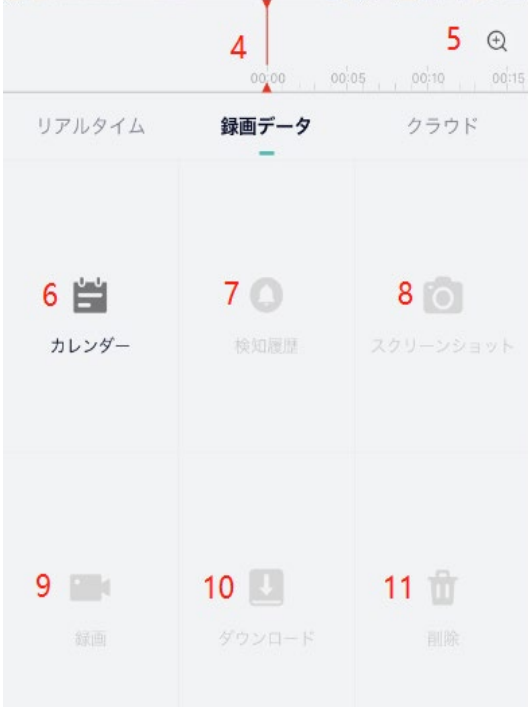 4
5
00:00 00:05 00:10 00:15
リアルタイム 録画データ クラウド
6 7 8
カレンダー 検知履歴 スクリーンショット
9 10 11
録画 ダウンロード 削除